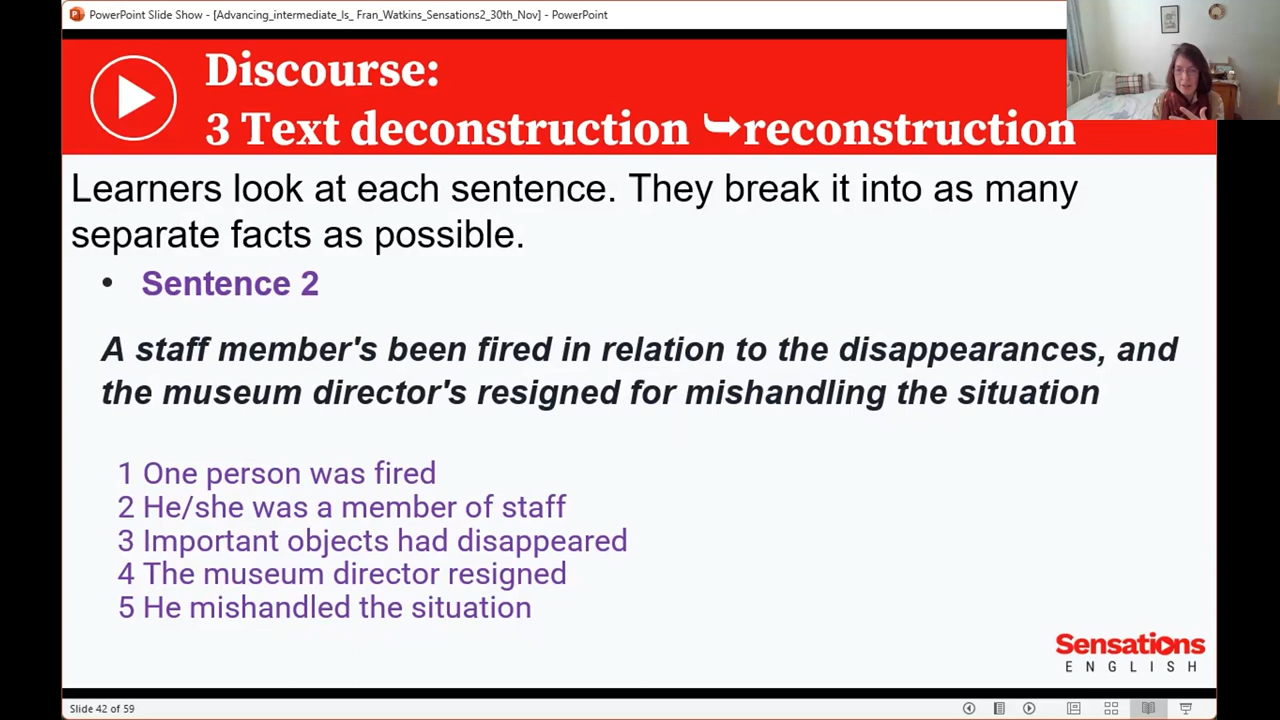 PowerPoint Slide Show - [Advancing_intermediate_ls_ Fran_Watkins_Sensations2_30th_Nov] - PowerPoint
Discourse:
3 Text deconstruction ⮩reconstruction
Learners look at each sentence. They break it into as many
separate facts as possible.
• Sentence 2
A staff member's been fired in relation to the disappearances, and
the museum director's resigned for mishandling the situation
1 One person was fired
2 He/she was a member of staff
3 Important objects had disappeared
4 The museum director resigned
5 He mishandled the situation
Sensations
ENGLISH
Slide 42 of 59